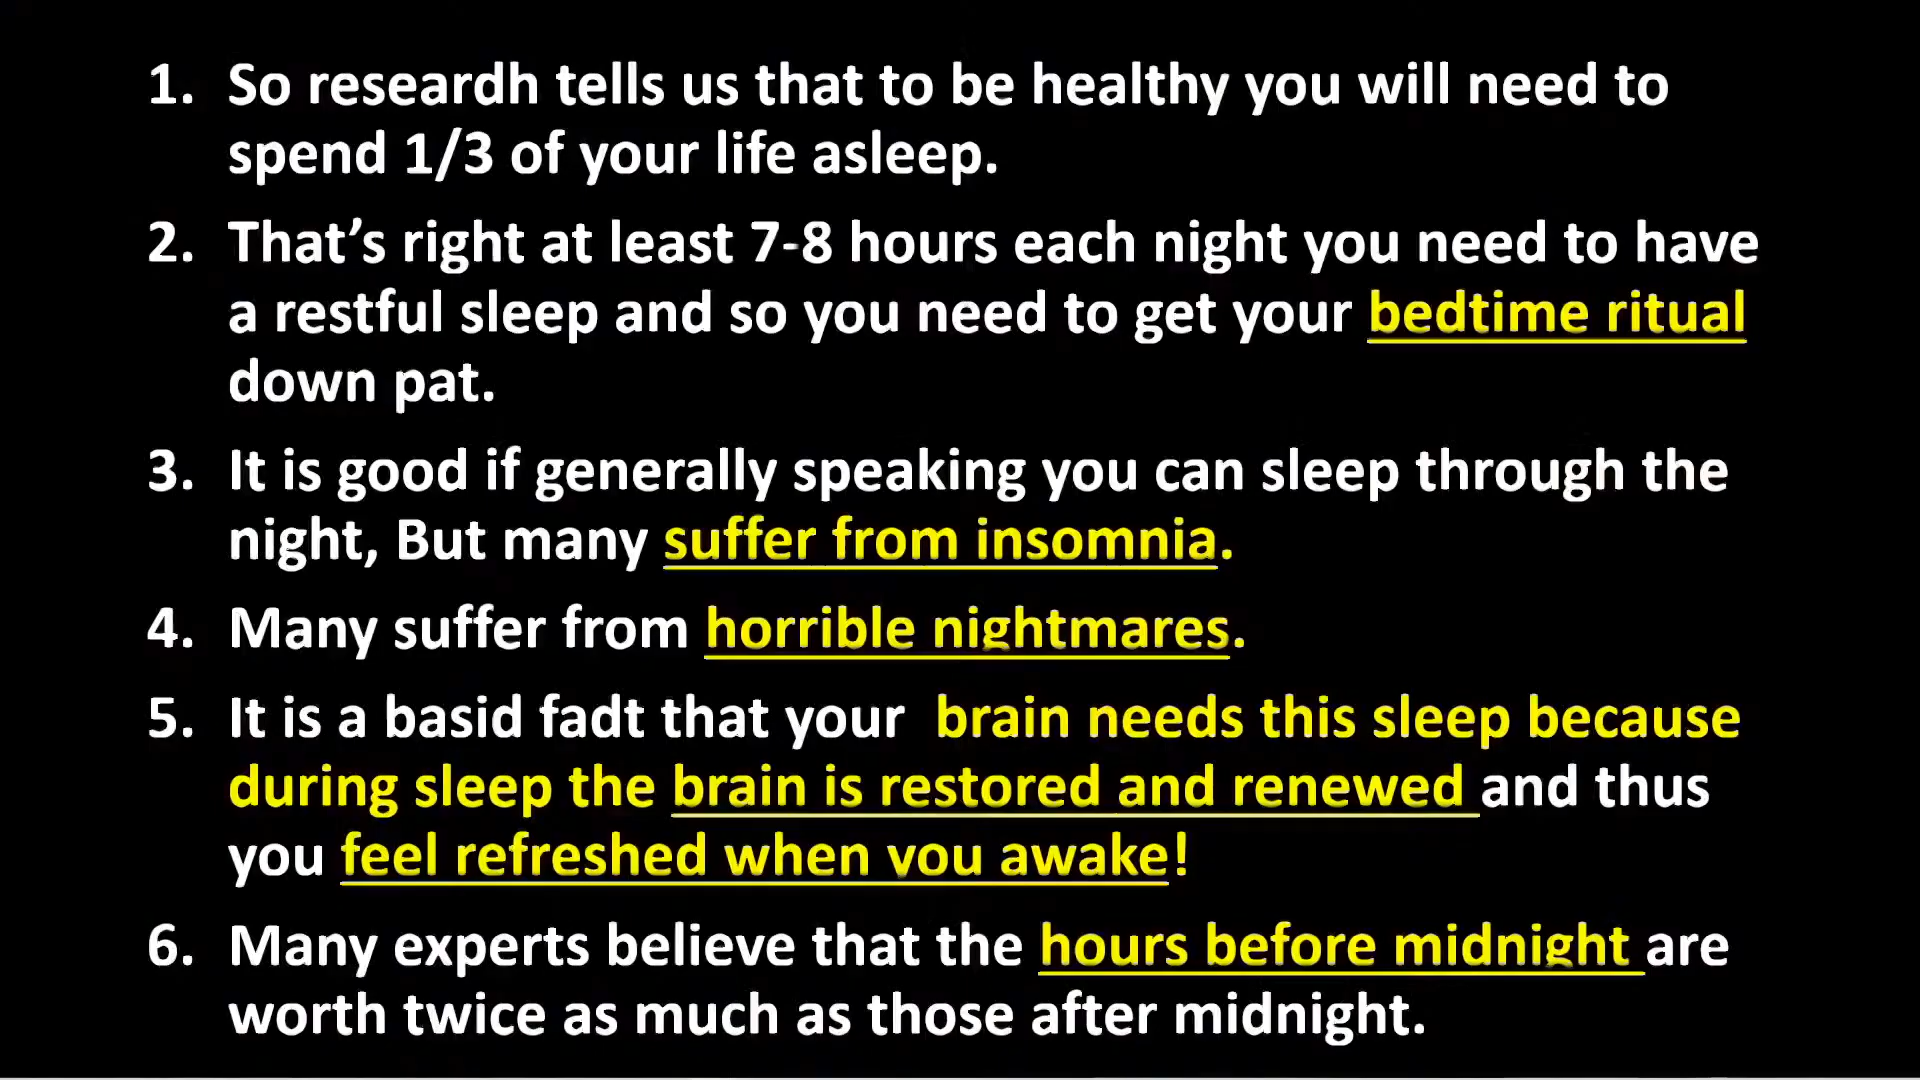 1. So researdh tells us that to be healthy you will need to
spend 1/3 of your life asleep.
2. That’s right at least 7-8 hours each night you need to have
a restful sleep and so you need to get your bedtime ritual
down pat.
3. It is good if generally speaking you can sleep through the
night, But many suffer from insomnia.
4. Many suffer from horrible nightmares.
5. It is a basid fadt that your brain needs this sleep because
during sleep the brain is restored and renewed and thus
you feel refreshed when you awake!
6. Many experts believe that the hours before midnight are
worth twice as much as those after midnight.